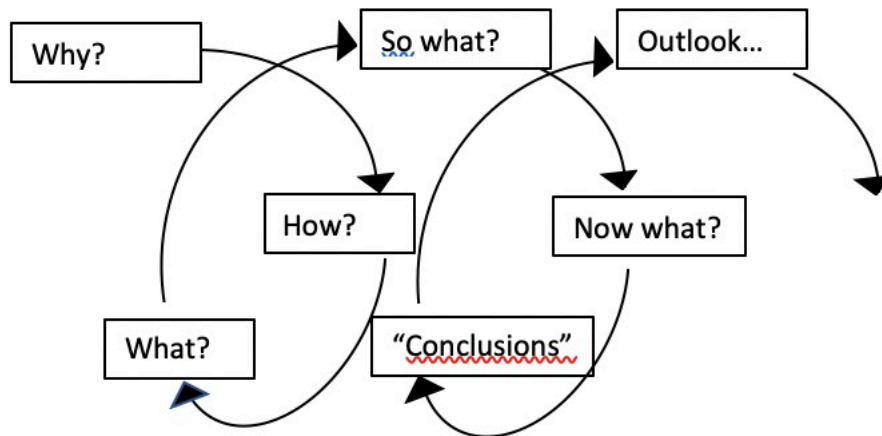 Why?
So what?
Outlook...
How?
Now what?
What?
“Conclusions”